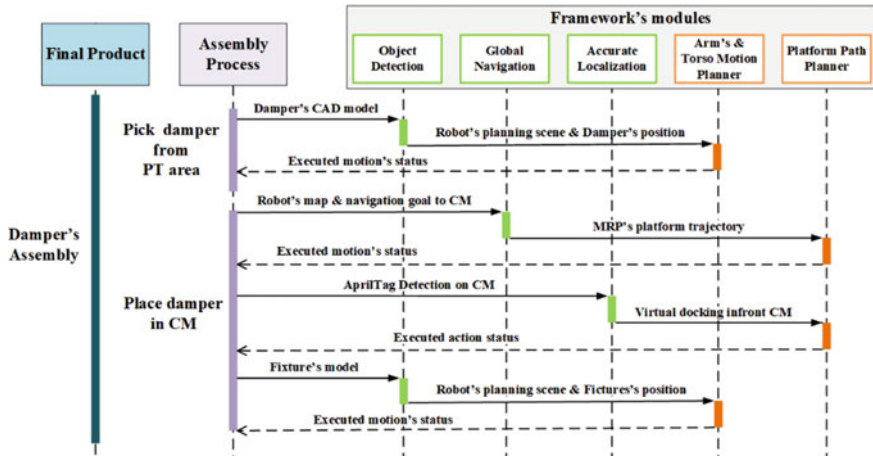 Framework's modules
Final Product
Assembly
Process
Object
Detection
Global
Navigation
Accurate
Localization
Arm's &
Torso Motion
Planner
Platform Path
Planner
Damper's CAD model
Pick damper
from
PT area
Robot's planning scene & Damper's position
Executed motion's status
Robot's map & navigation goal to CM
MRP's platform trajectory
Damper's
Assembly
Executed motion's status
AprilTag Detection on CM
Place damper
in CM
Virtual docking infront CM
Executed action status
Fixture's model
Robot's planning scene & Fictures's position
Executed motion's status